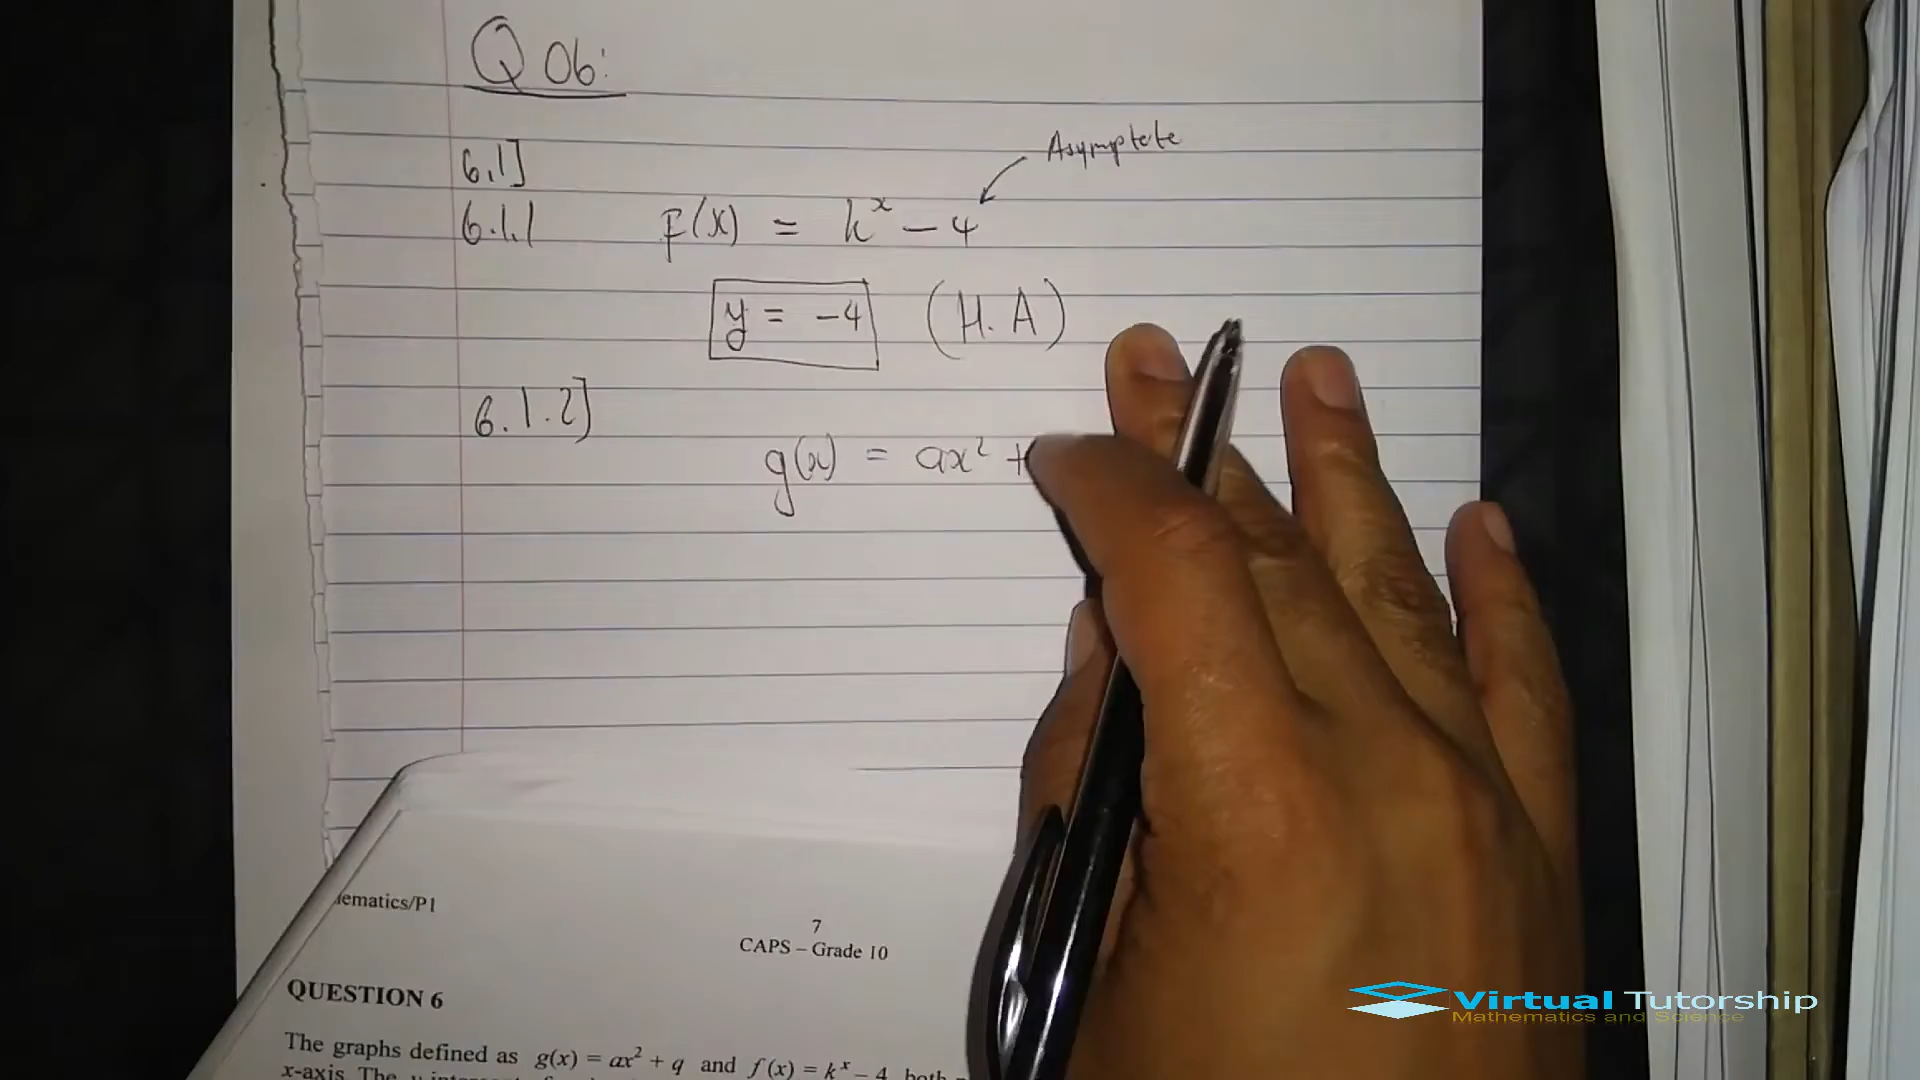 Q 06:
6.1]
Asymptote
6.1.1 F(x) = k^x - 4
y = -4 (H.A)
6.1.2]
g(x) = ax² +
ematics/P1
7
CAPS – Grade 10
QUESTION 6
The graphs defined as g(x) = ax² + q and f(x) = k^x – 4 both
x-axis. The
Virtual Tutorship
Mathematics and Science